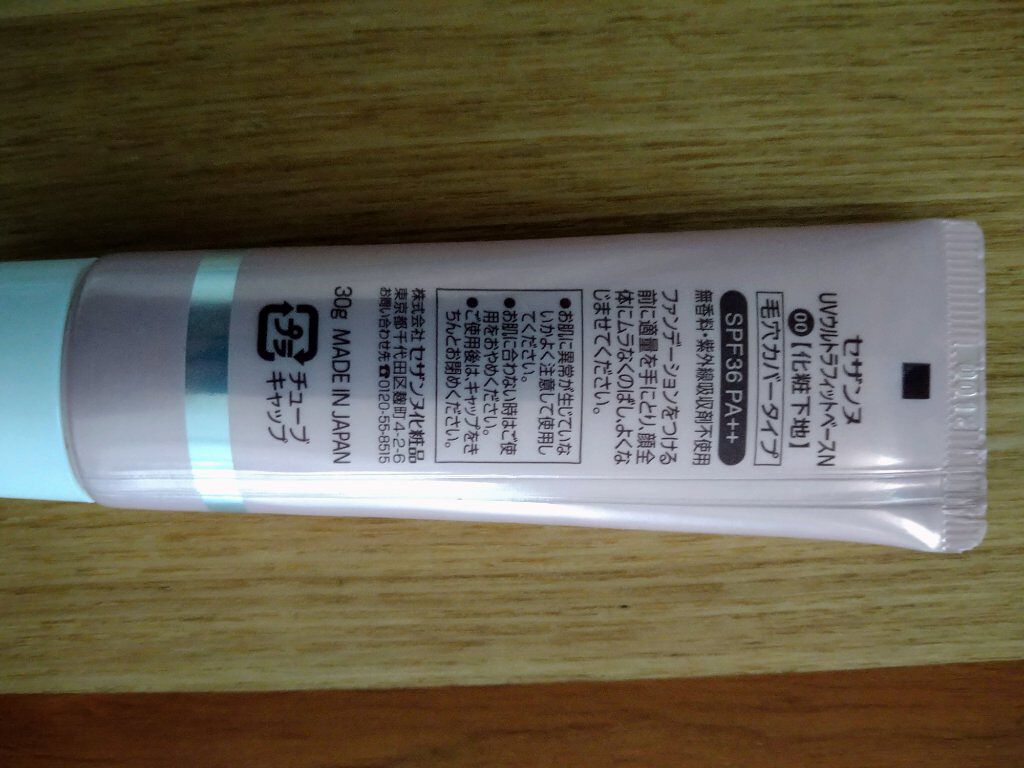 セザンヌ
UVウルトラフィットベースN
00【化粧下地】
毛穴カバータイプ
SPF36 PA++
無香料・紫外線吸収剤不使用
ファンデーションをつける
前に適量を手にとり、顔全
体にムラなくのばし、よくな
じませてください。
●お肌に異常が生じていな
いかよく注意して使用し
てください。
●お肌に合わない時はご使
用をおやめください。
●ご使用後はキャップをき
ちんとお閉めください。
株式会社 セザンヌ化粧品
東京都千代田区麹町4-2-6
お問い合わせ先 ☎0120-55-8515
30g MADE IN JAPAN
プラ
チューブ
キャップ